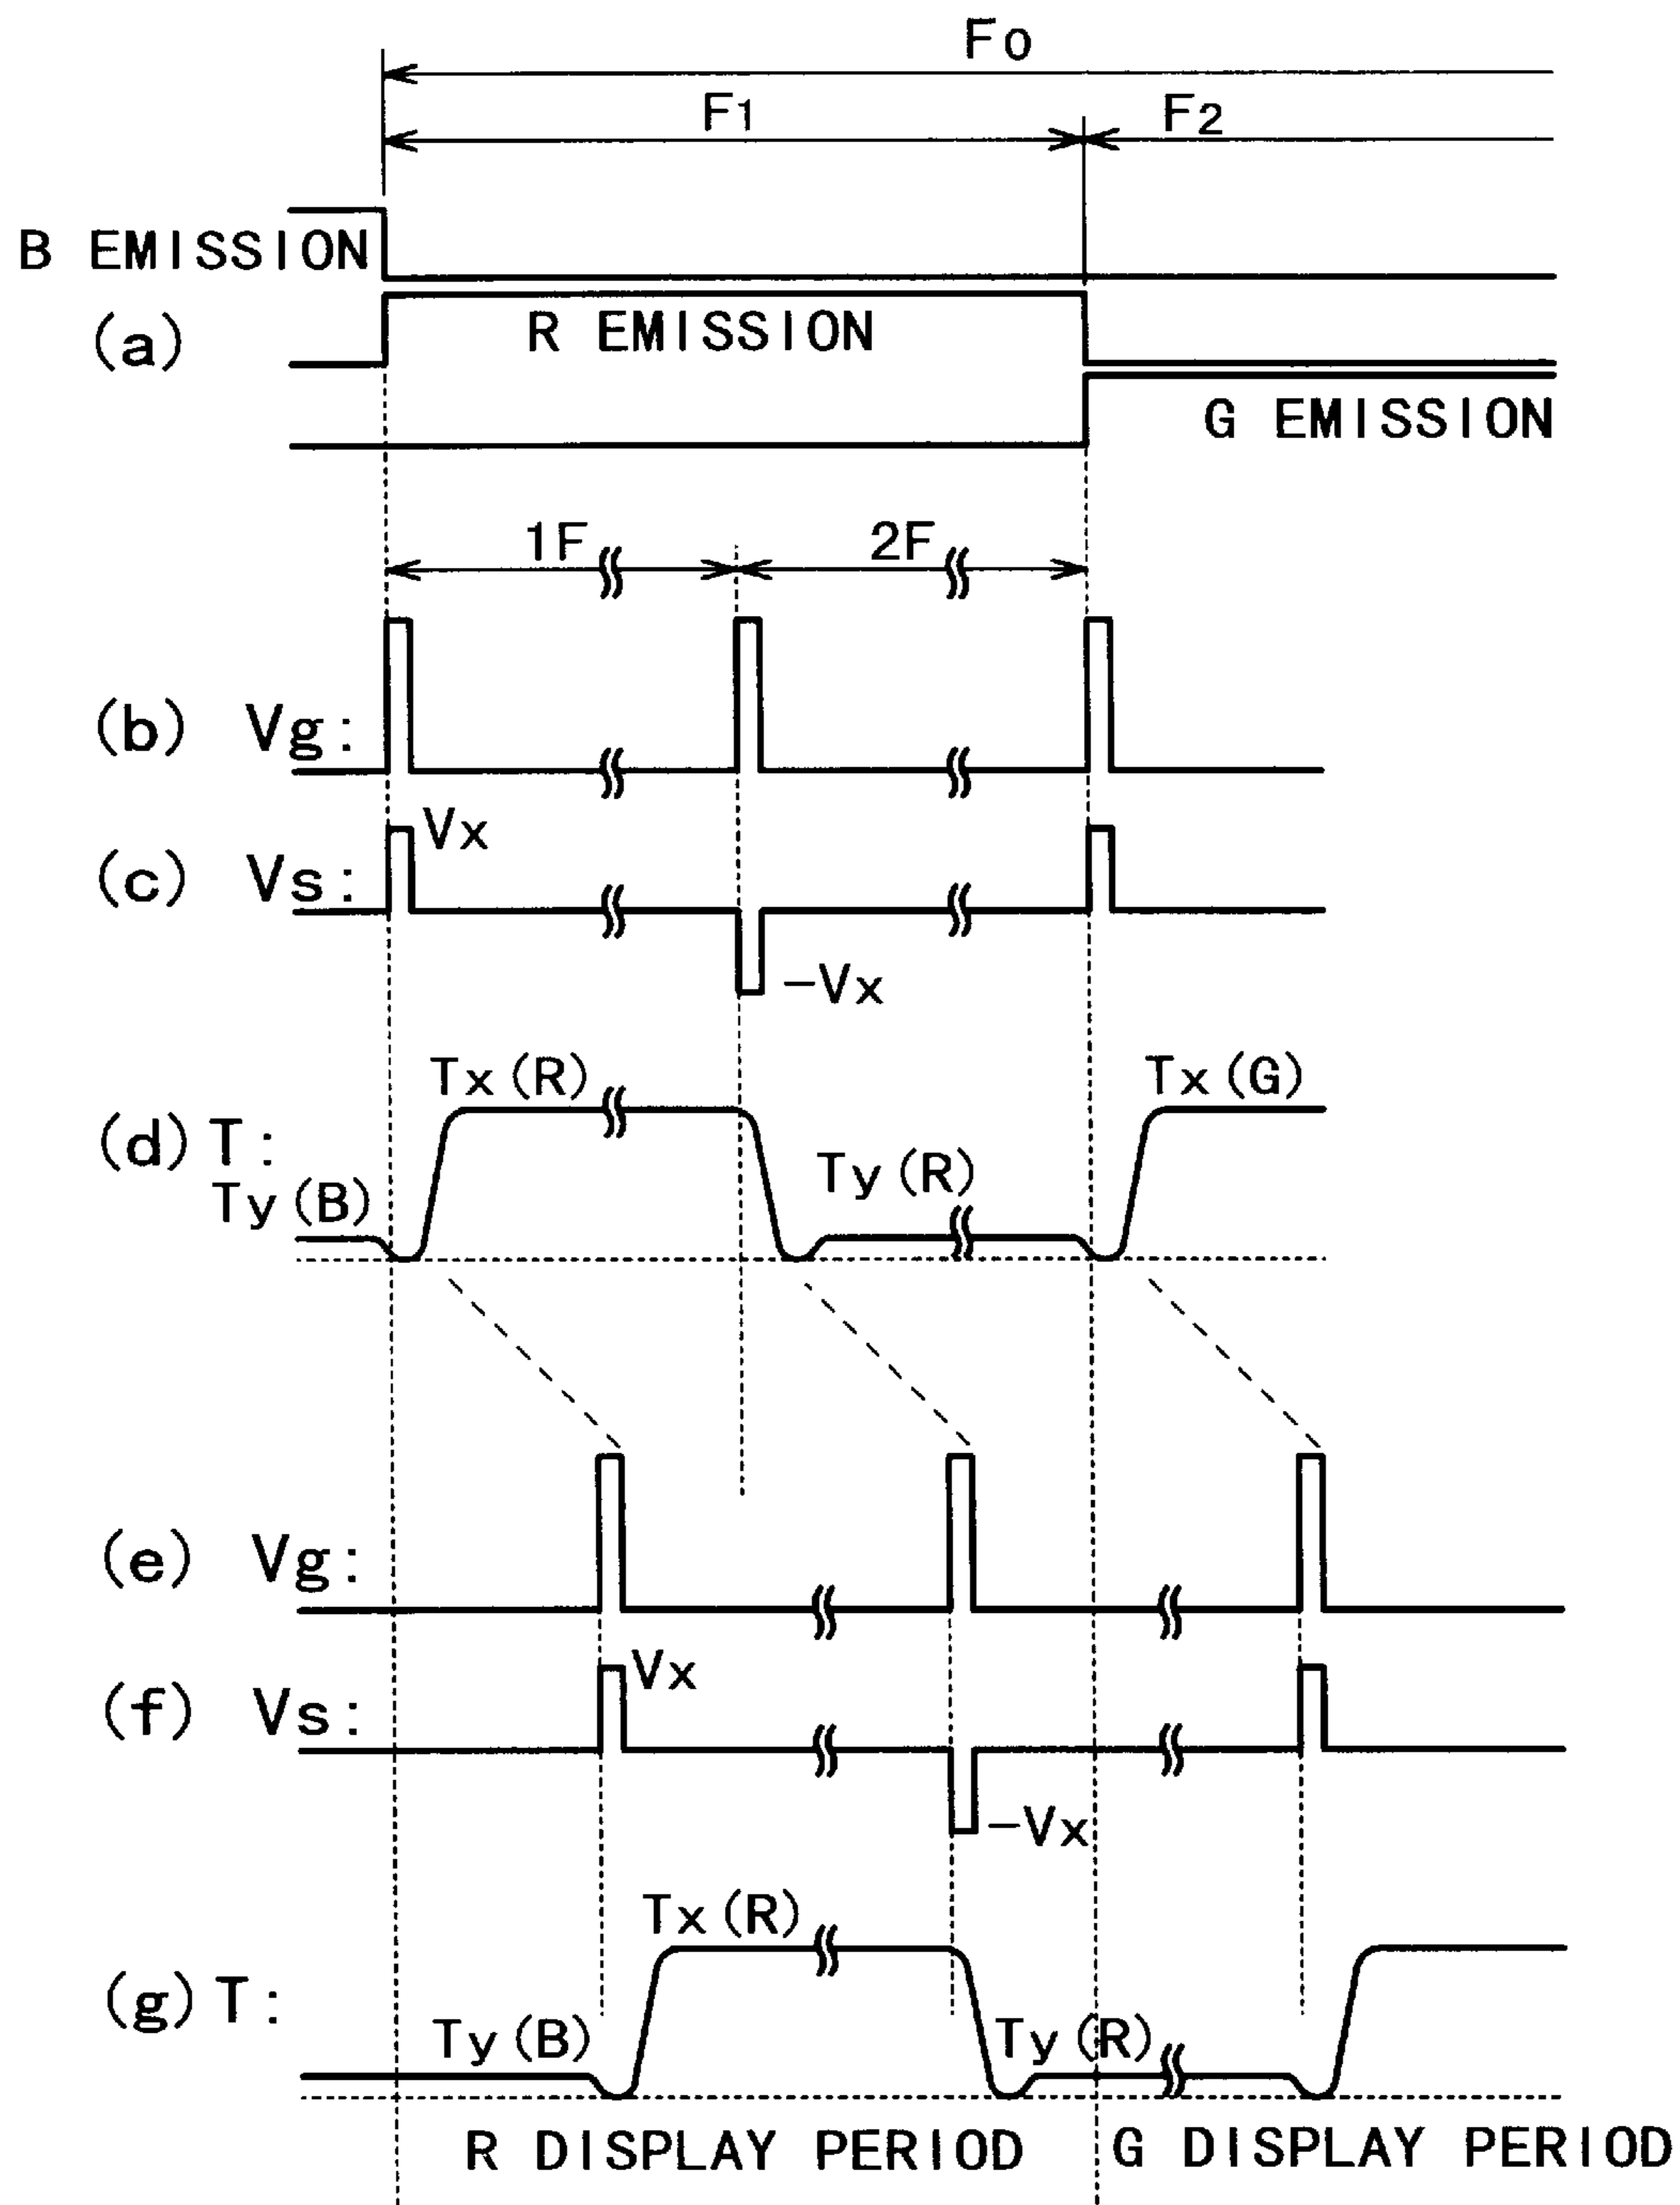 Fo
F1 F2
B EMISSION
(a) R EMISSION
G EMISSION
1F 2F
(b) Vg:
Vx
(c) Vs:
-Vx
Tx(R) Tx(G)
(d) T:
Ty(R)
Ty(B)
(e) Vg:
Vx
(f) Vs:
-Vx
Tx(R)
(g) T:
Ty(B) Ty(R)
R DISPLAY PERIOD G DISPLAY PERIOD